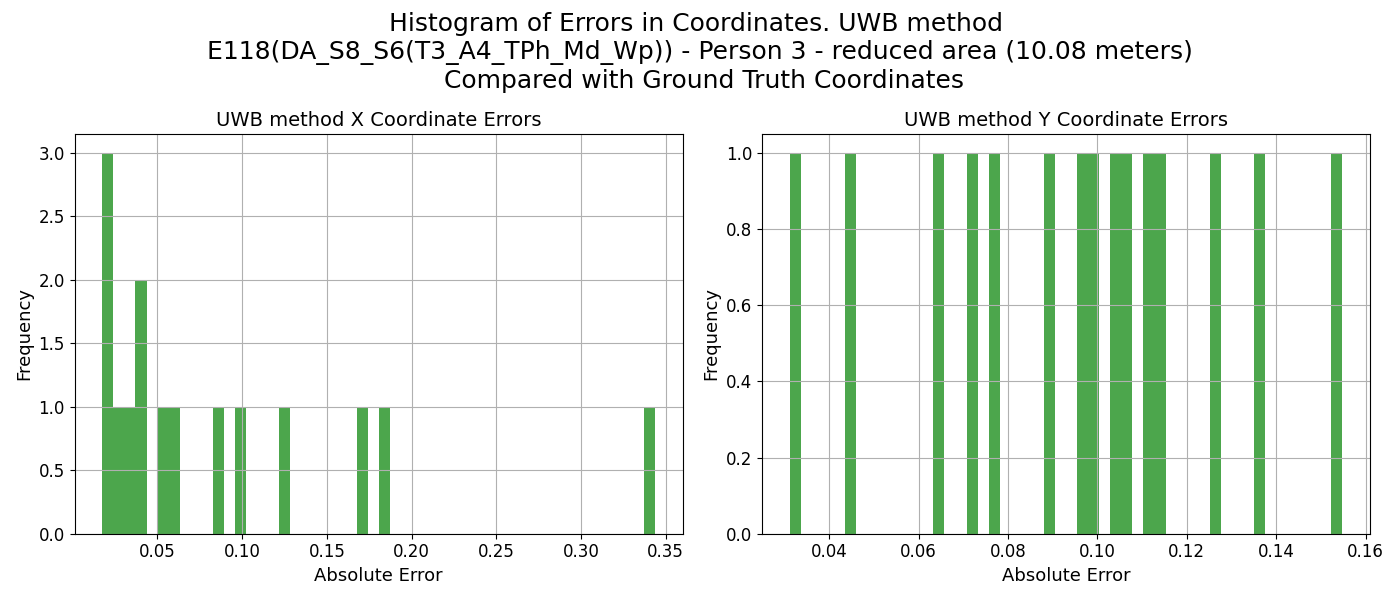 Histogram of Errors in Coordinates. UWB method
E118(DA_S8_S6(T3_A4_TPh_Md_Wp)) - Person 3 - reduced area (10.08 meters)
Compared with Ground Truth Coordinates
UWB method X Coordinate Errors
Frequency
3.0
2.5
2.0
1.5
1.0
0.5
0.0
0.05 0.10 0.15 0.20 0.25 0.30 0.35
Absolute Error
UWB method Y Coordinate Errors
Frequency
1.0
0.8
0.6
0.4
0.2
0.0
0.04 0.06 0.08 0.10 0.12 0.14 0.16
Absolute Error